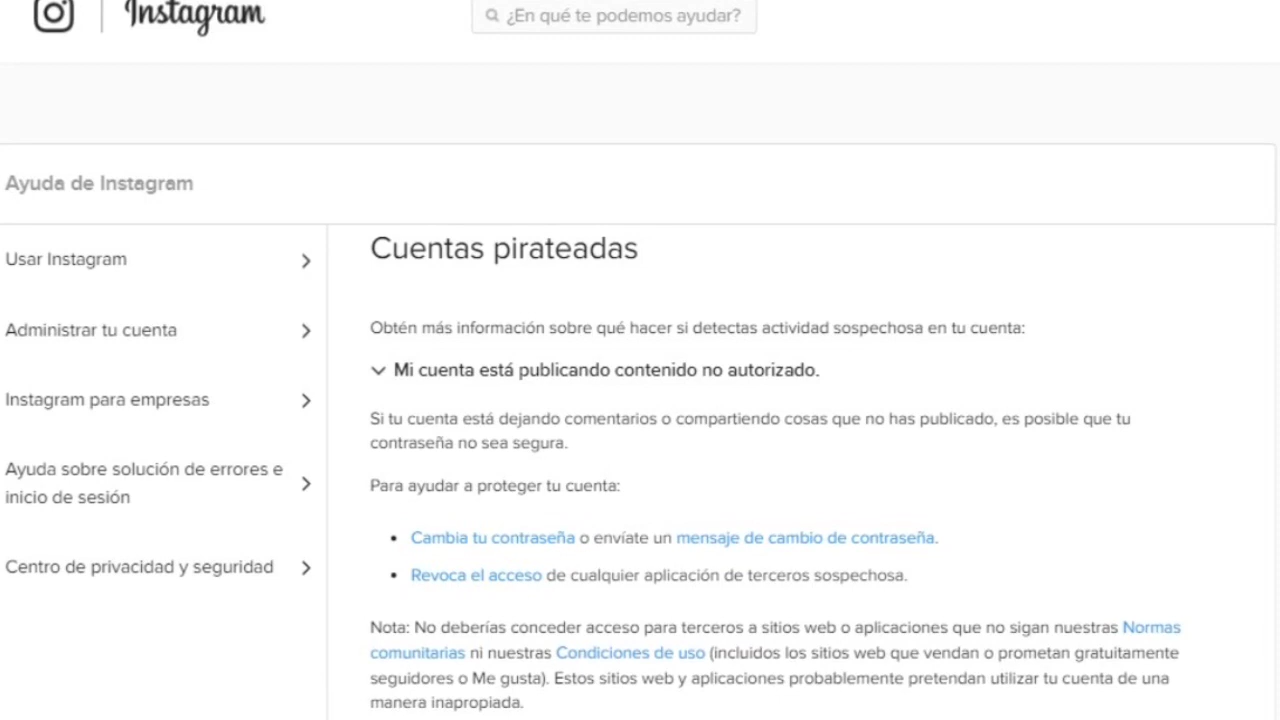 Instagram
¿En qué te podemos ayudar?
Ayuda de Instagram
Usar Instagram
Administrar tu cuenta
Instagram para empresas
Ayuda sobre solución de errores e
inicio de sesión
Centro de privacidad y seguridad
Cuentas pirateadas
Obtén más información sobre qué hacer si detectas actividad sospechosa en tu cuenta:
Mi cuenta está publicando contenido no autorizado.
Si tu cuenta está dejando comentarios o compartiendo cosas que no has publicado, es posible que tu
contraseña no sea segura.
Para ayudar a proteger tu cuenta:
• Cambia tu contraseña o envíate un mensaje de cambio de contraseña.
• Revoca el acceso de cualquier aplicación de terceros sospechosa.
Nota: No deberías conceder acceso para terceros a sitios web o aplicaciones que no sigan nuestras Normas
comunitarias ni nuestras Condiciones de uso (incluidos los sitios web que vendan o prometan gratuitamente
seguidores o Me gusta). Estos sitios web y aplicaciones probablemente pretendan utilizar tu cuenta de una
manera inapropiada.